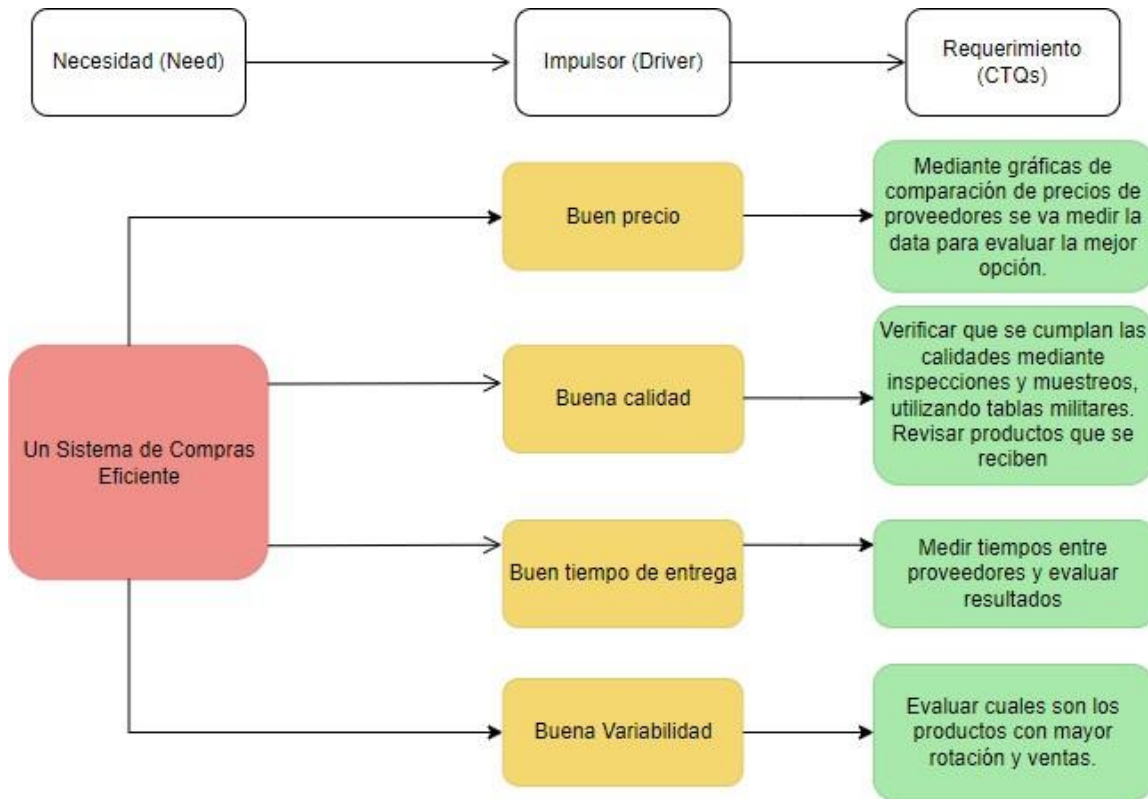 Necesidad (Need)
Impulsor (Driver)
Requerimiento
(CTQs)
Un Sistema de Compras
Eficiente
Buen precio
Mediante gráficas de
comparación de precios de
proveedores se va medir la
data para evaluar la mejor
opción.
Buena calidad
Verificar que se cumplan las
calidades mediante
inspecciones y muestreos,
utilizando tablas militares.
Revisar productos que se
reciben
Buen tiempo de entrega
Medir tiempos entre
proveedores y evaluar
resultados
Buena Variabilidad
Evaluar cuales son los
productos con mayor
rotación y ventas.